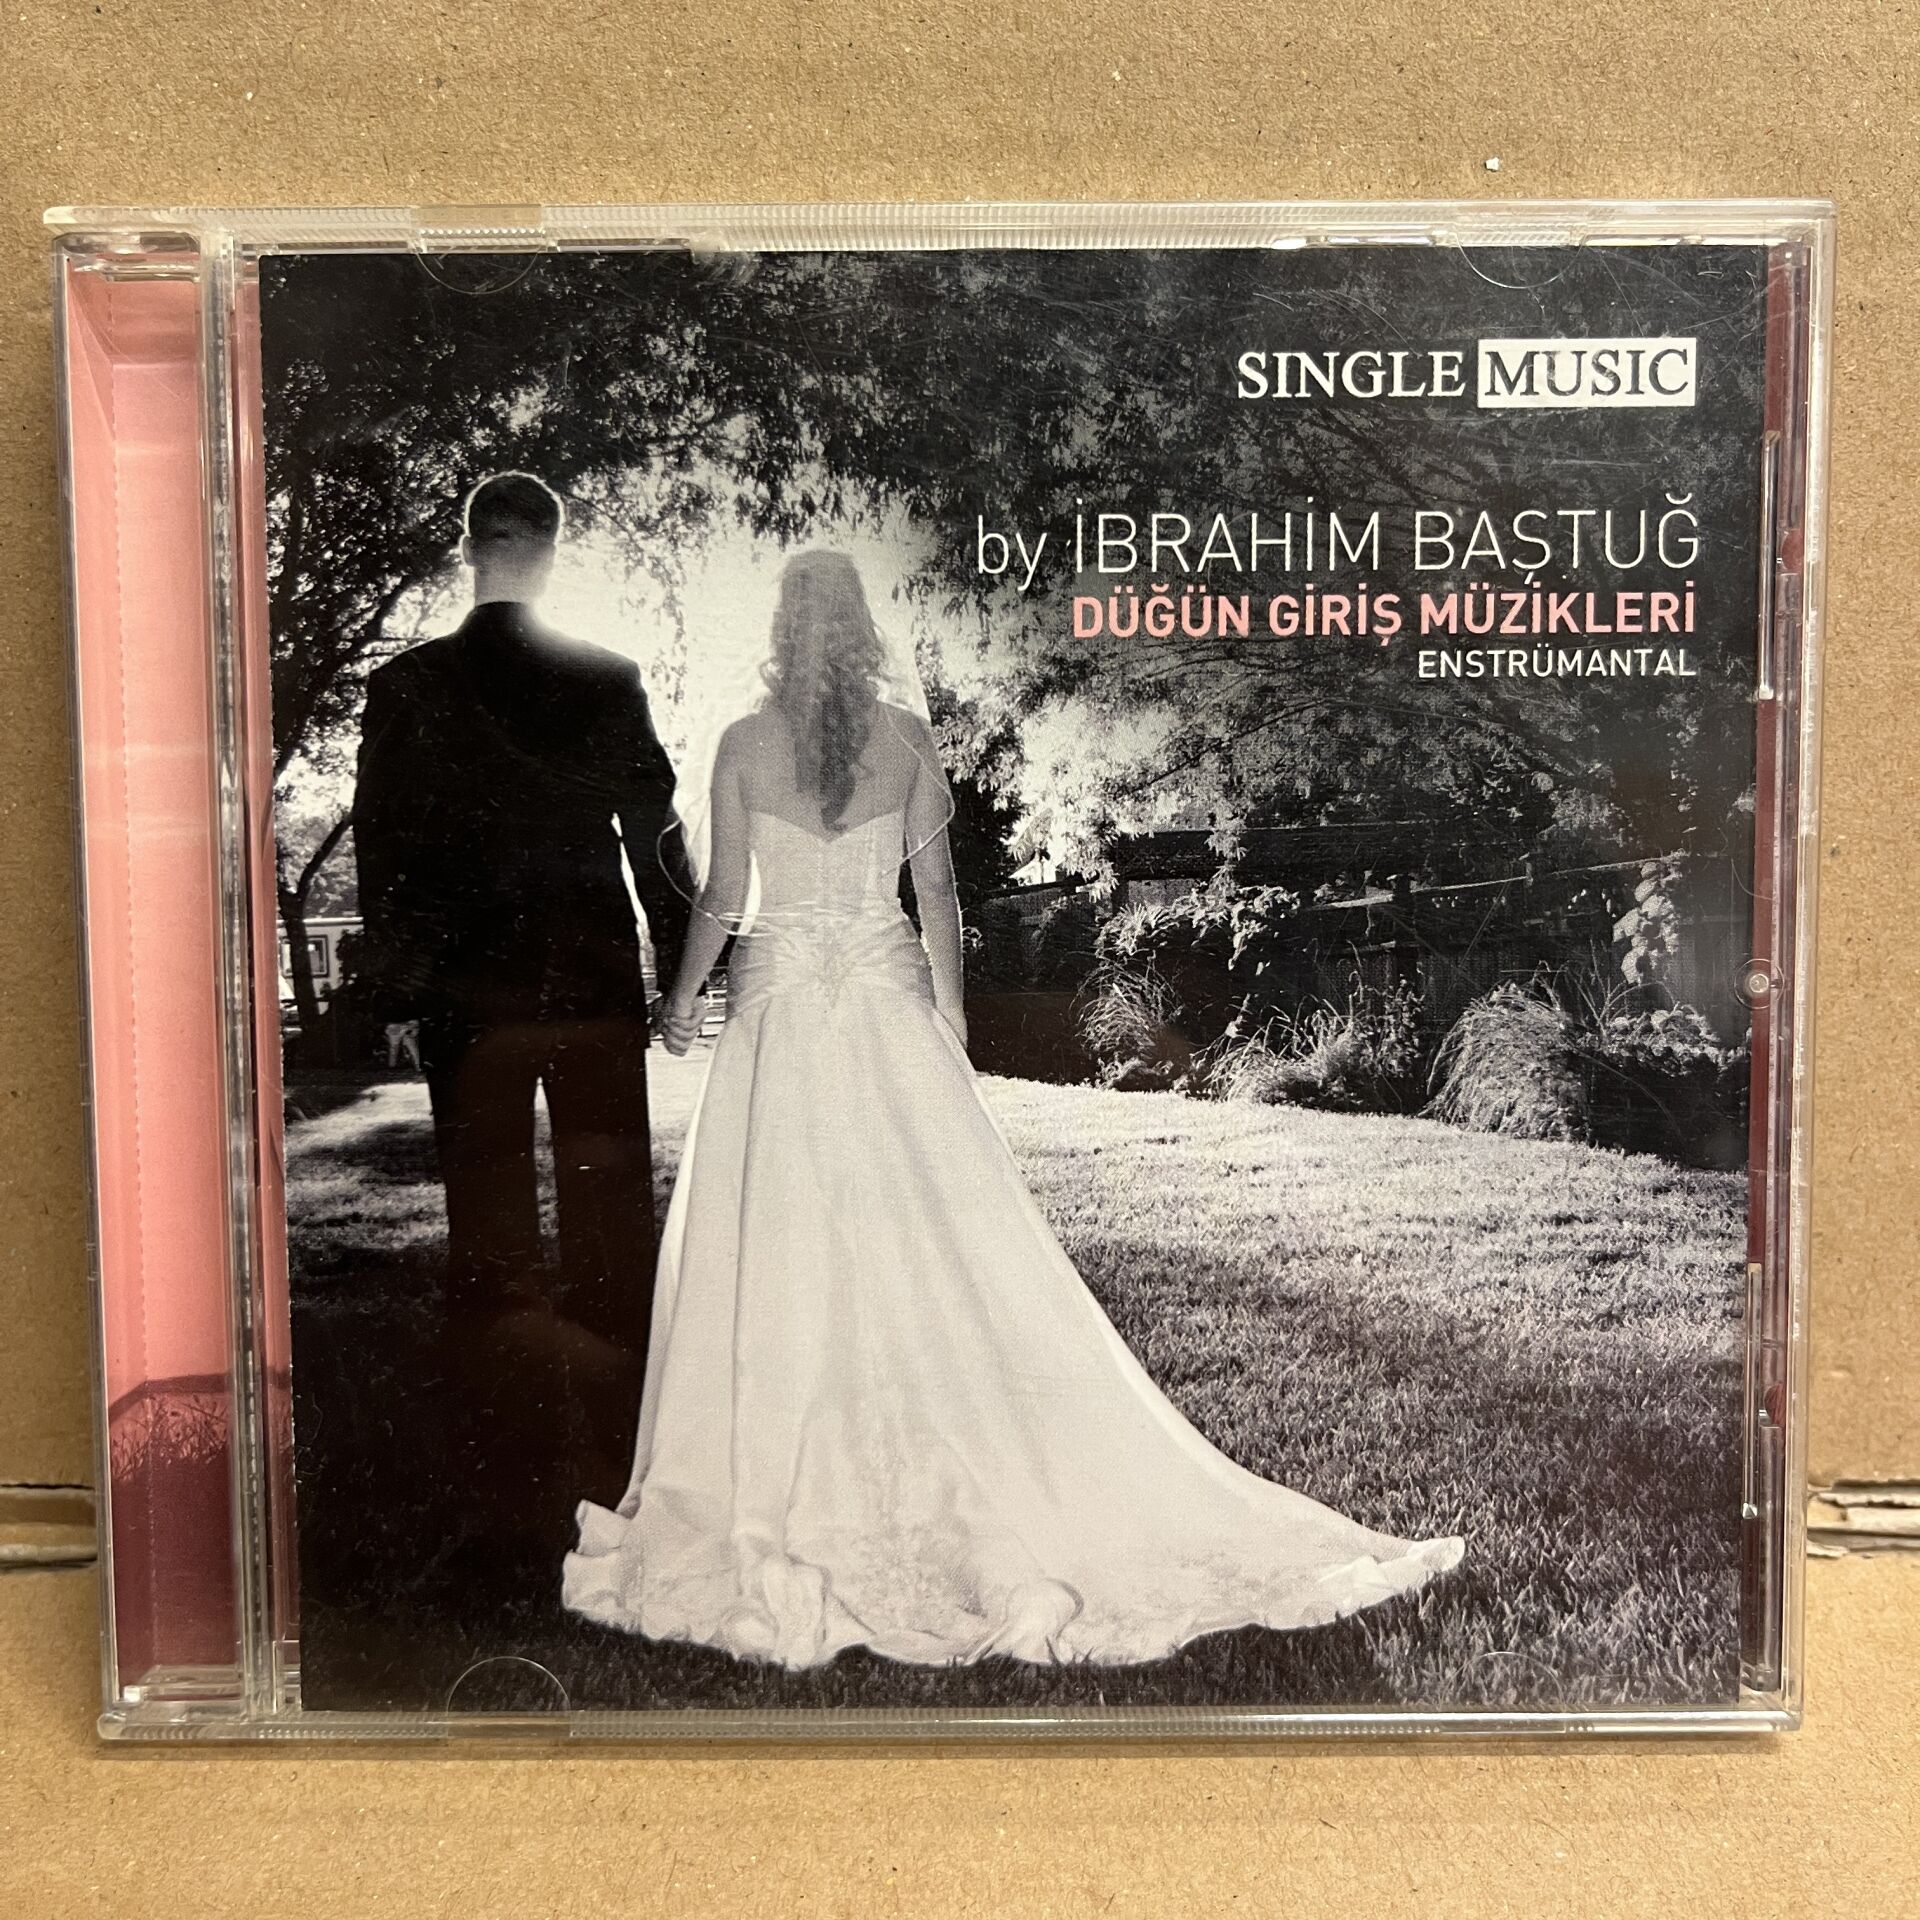 SINGLE MUSIC
by İBRAHİM BAŞTUĞ
DÜĞÜN GİRİŞ MÜZİKLERİ
ENSTRÜMANTAL